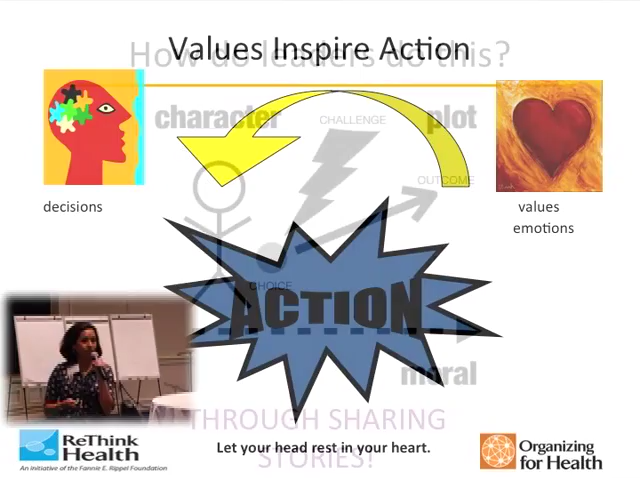 Values Inspire Action
How do leaders do this?
character
CHALLENGE
plot
OUTCOME
decisions
values
emotions
CHOICE
ACTION
moral
THROUGH SHARING
STORIES!
Let your head rest in your heart.
ReThink
Health
An initiative of the Fannie E. Rippel Foundation
Organizing
for Health